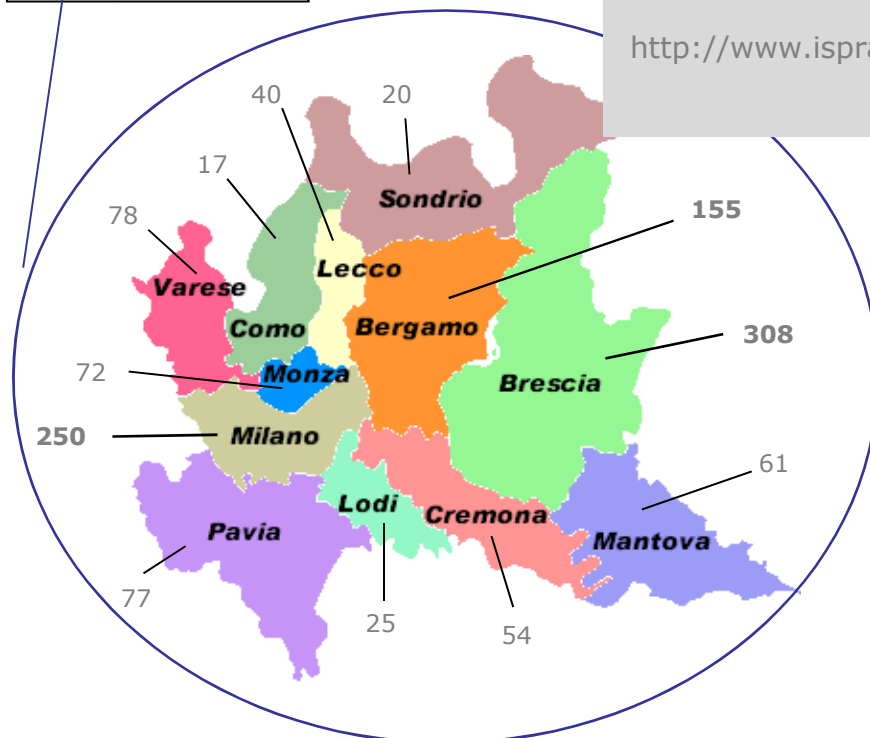 http://www.ispra
40
20
17
Sondrio
155
78
Lecco
Varese
Como
Bergamo
308
72
Monza
Brescia
250
Milano
61
Lodi
Cremona
Pavia
Mantova
77
25
54